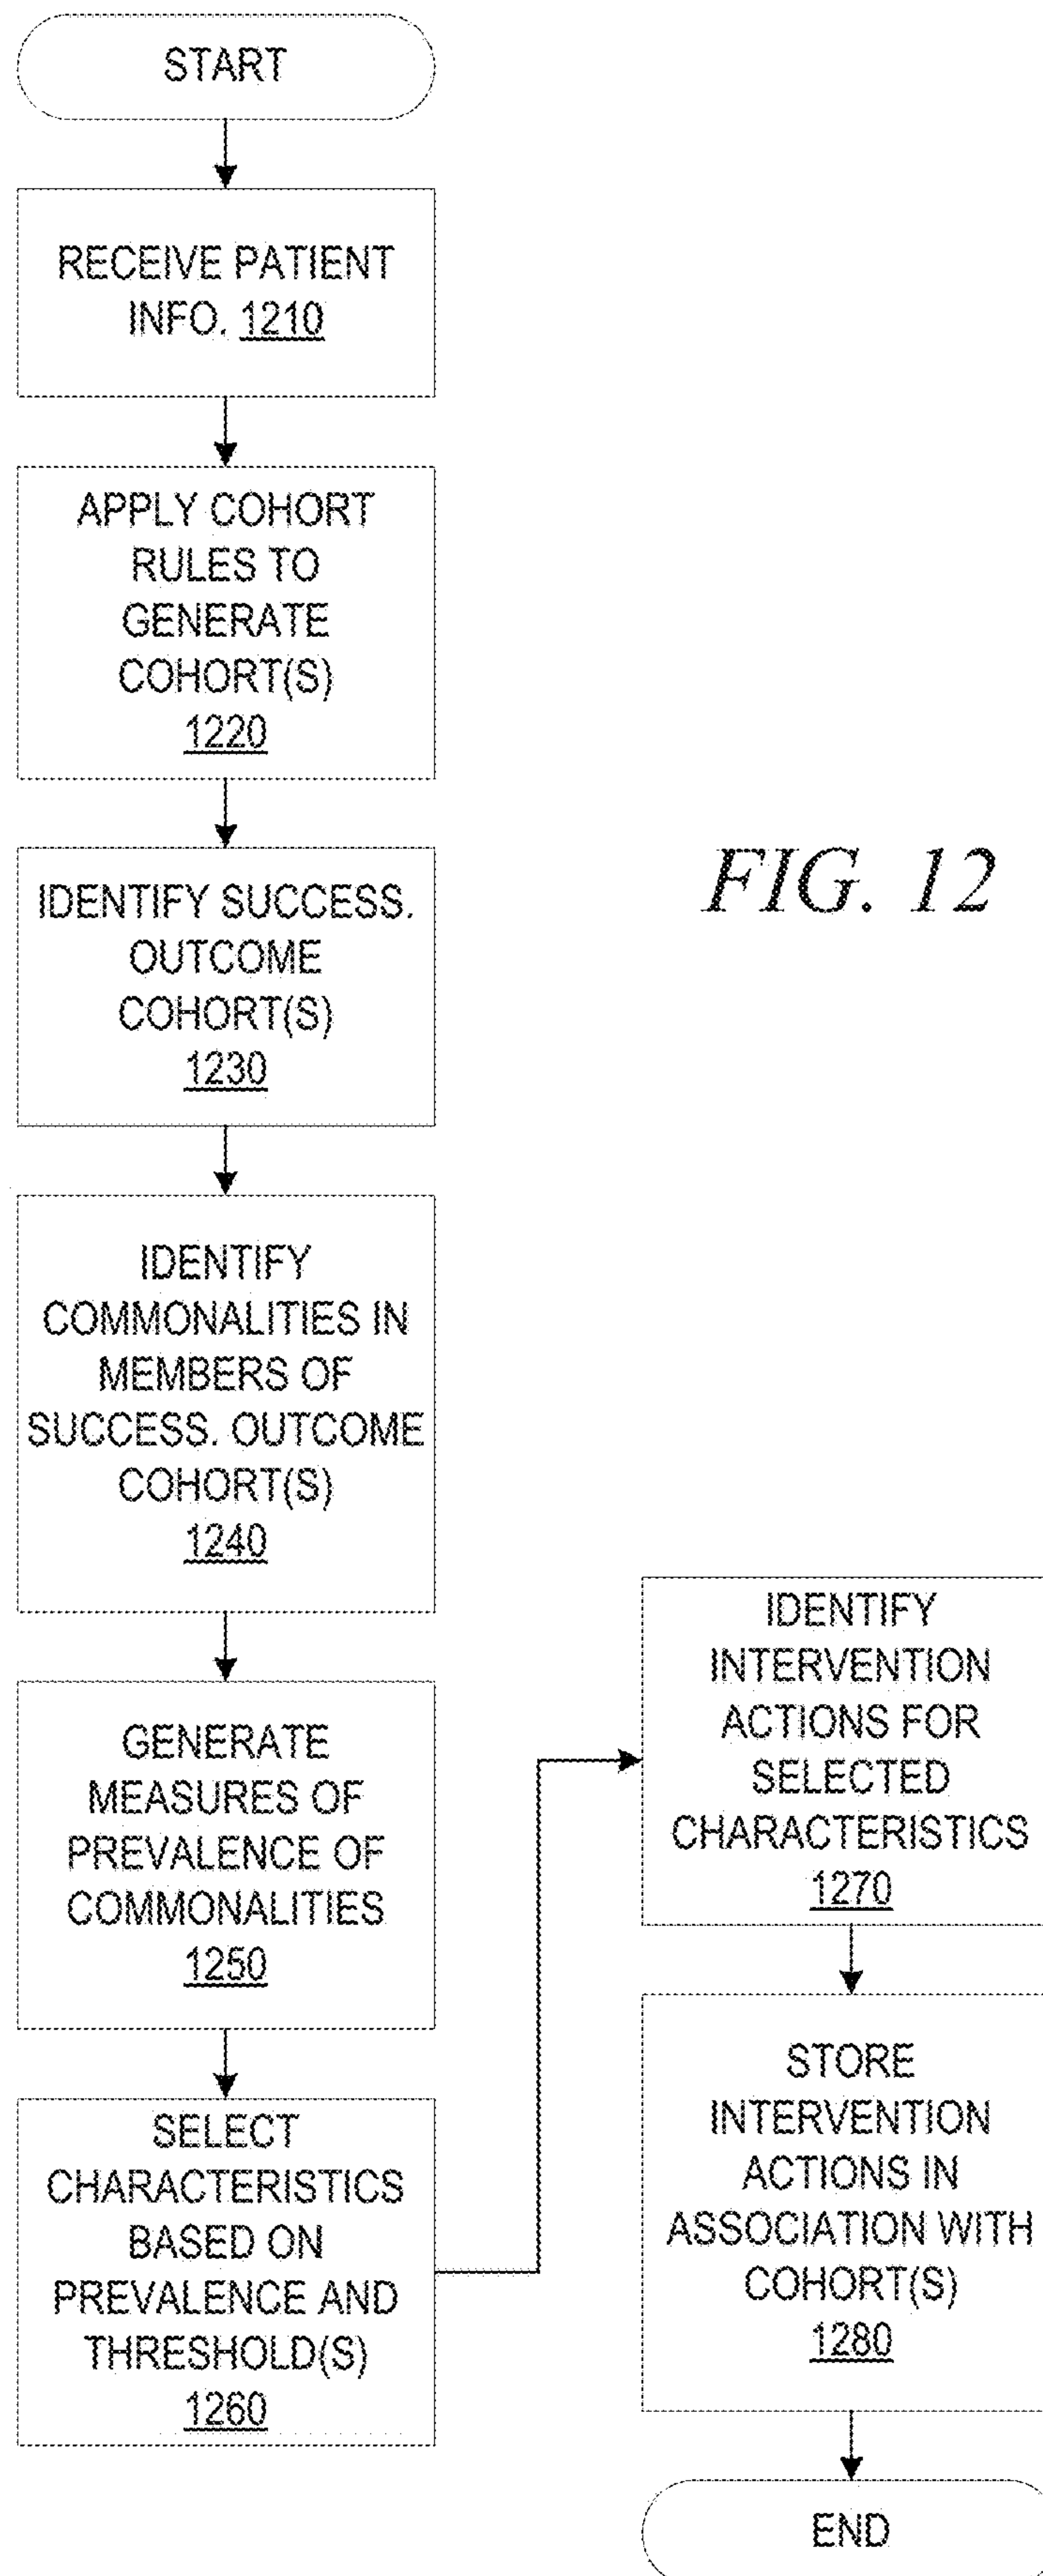 START
RECEIVE PATIENT
INFO. 1210
APPLY COHORT
RULES TO
GENERATE
COHORT(S)
1220
IDENTIFY SUCCESS.
OUTCOME
COHORT(S)
1230
FIG. 12
IDENTIFY
COMMONALITIES IN
MEMBERS OF
SUCCESS. OUTCOME
COHORT(S)
1240
GENERATE
MEASURES OF
PREVALENCE OF
COMMONALITIES
1250
SELECT
CHARACTERISTICS
BASED ON
PREVALENCE AND
THRESHOLD(S)
1260
IDENTIFY
INTERVENTION
ACTIONS FOR
SELECTED
CHARACTERISTICS
1270
STORE
INTERVENTION
ACTIONS IN
ASSOCIATION WITH
COHORT(S)
1280
END